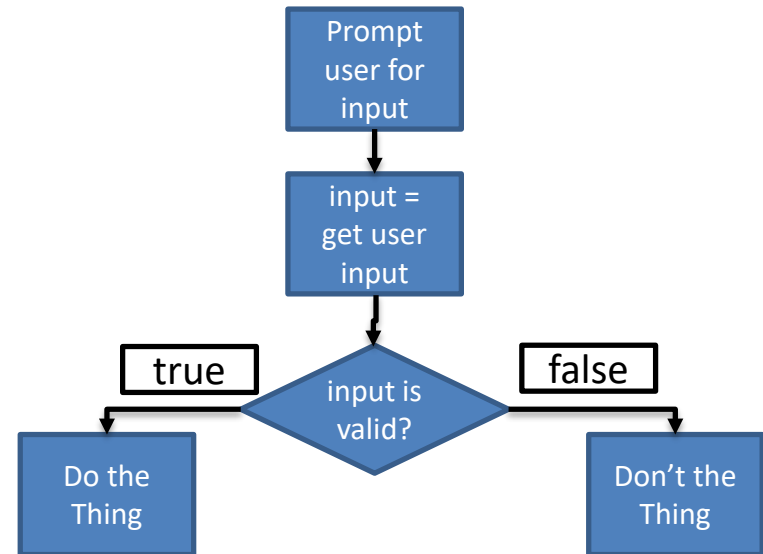 Prompt
user for
input
input =
get user
input
true
false
input is
valid?
Do the
Thing
Don’t the
Thing